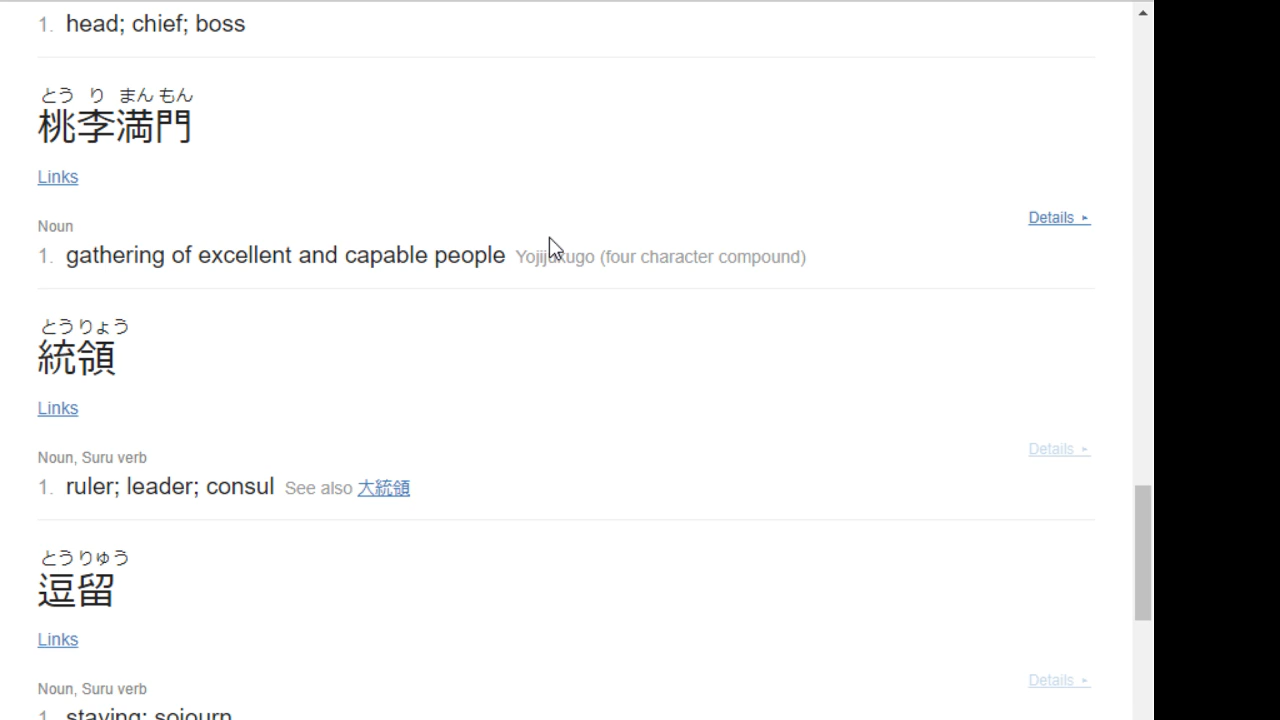 1. head; chief; boss
とう り まん もん
桃李満門
Links
Details ▸
Noun
1. gathering of excellent and capable people Yojijukugo (four character compound)
とう りょう
統領
Links
Details ▸
Noun, Suru verb
1. ruler; leader; consul See also 大統領
とう りゅう
逗留
Links
Details ▸
Noun, Suru verb
1. staying; sojourn